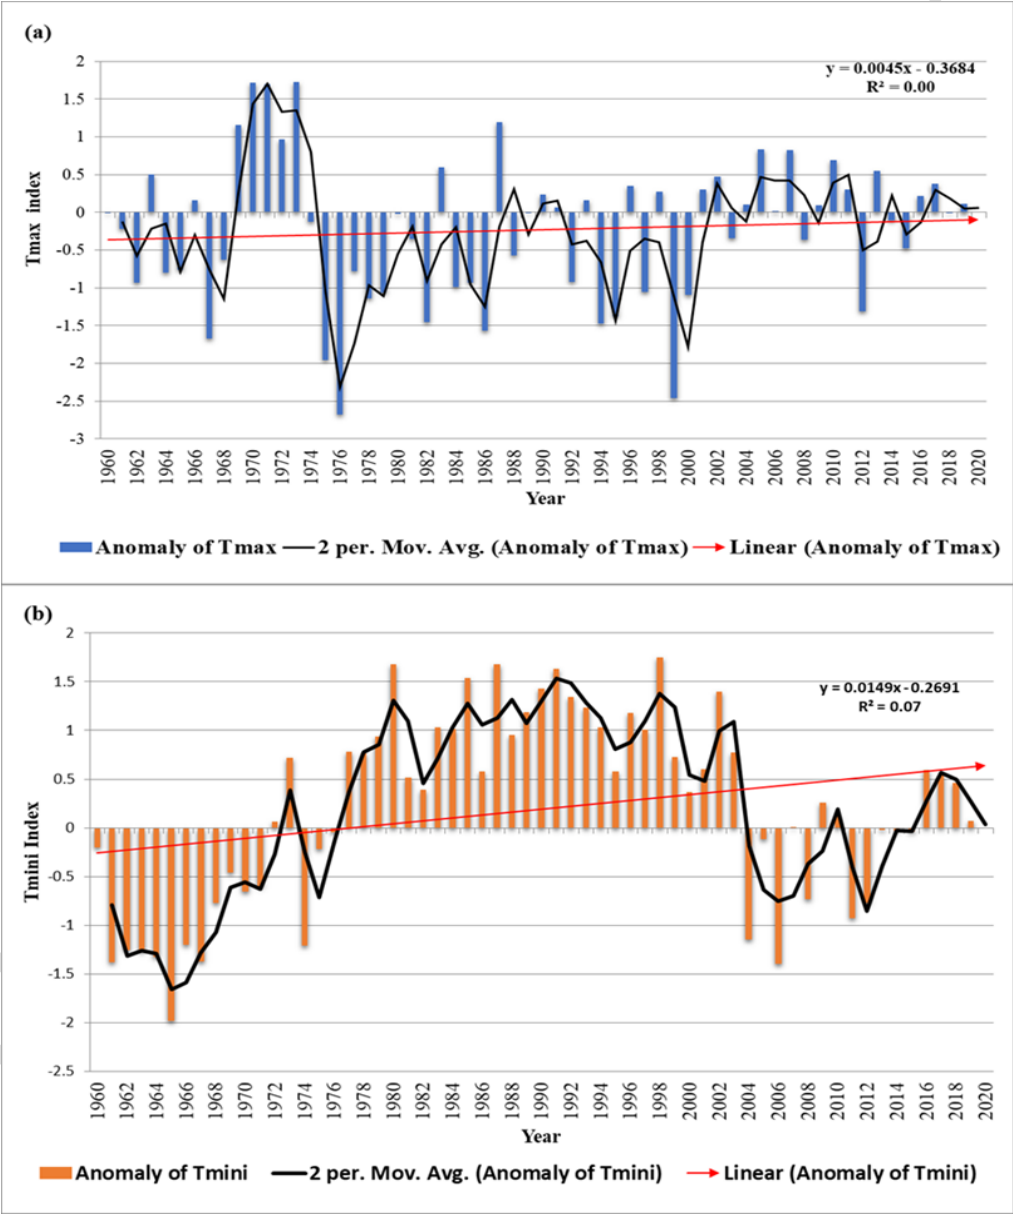 (a)
y = 0.0045x - 0.3684
R² = 0.00
2
1.5
1
0.5
0
-0.5
-1
-1.5
-2
-2.5
-3
Tmax index
1960 1962 1964 1966 1968 1970 1972 1974 1976 1978 1980 1982 1984 1986 1988 1990 1992 1994 1996 1998 2000 2002 2004 2006 2008 2010 2012 2014 2016 2018 2020
Year
Anomaly of Tmax 2 per. Mov. Avg. (Anomaly of Tmax) Linear (Anomaly of Tmax)
(b)
y = 0.0149x - 0.2691
R² = 0.07
2
1.5
1
0.5
0
-0.5
-1
-1.5
-2
-2.5
Tmini Index
1960 1962 1964 1966 1968 1970 1972 1974 1976 1978 1980 1982 1984 1986 1988 1990 1992 1994 1996 1998 2000 2002 2004 2006 2008 2010 2012 2014 2016 2018 2020
Year
Anomaly of Tmini 2 per. Mov. Avg. (Anomaly of Tmini) Linear (Anomaly of Tmini)